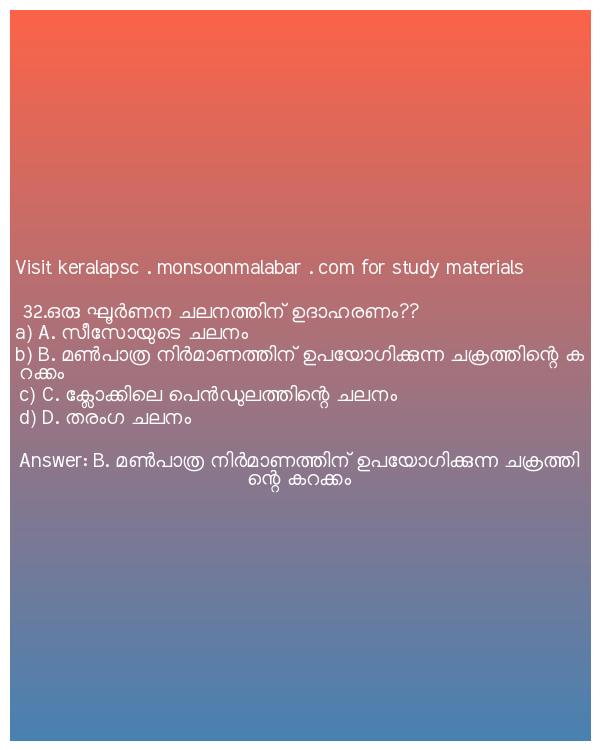 Visit keralapsc . monsoonmalabar . com for study materials
32.ഒരു ഘൂർണന ചലനത്തിന് ഉദാഹരണം??
a) A. സീസോയുടെ ചലനം
b) B. മൺപാത്ര നിർമാണത്തിന് ഉപയോഗിക്കുന്ന ചക്രത്തിന്റെ ക
റക്കം
c) C. ക്ലോക്കിലെ പെൻഡുലത്തിന്റെ ചലനം
d) D. തരംഗ ചലനം
Answer: B. മൺപാത്ര നിർമാണത്തിന് ഉപയോഗിക്കുന്ന ചക്രത്തി
ന്റെ കറക്കം